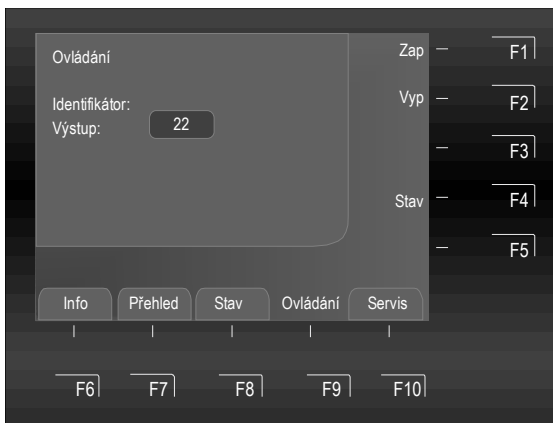 Ovládání
Identifikátor:
Výstup: 22
Zap F1
Vyp F2
F3
Stav F4
F5
Info Přehled Stav Ovládání Servis
F6 F7 F8 F9 F10